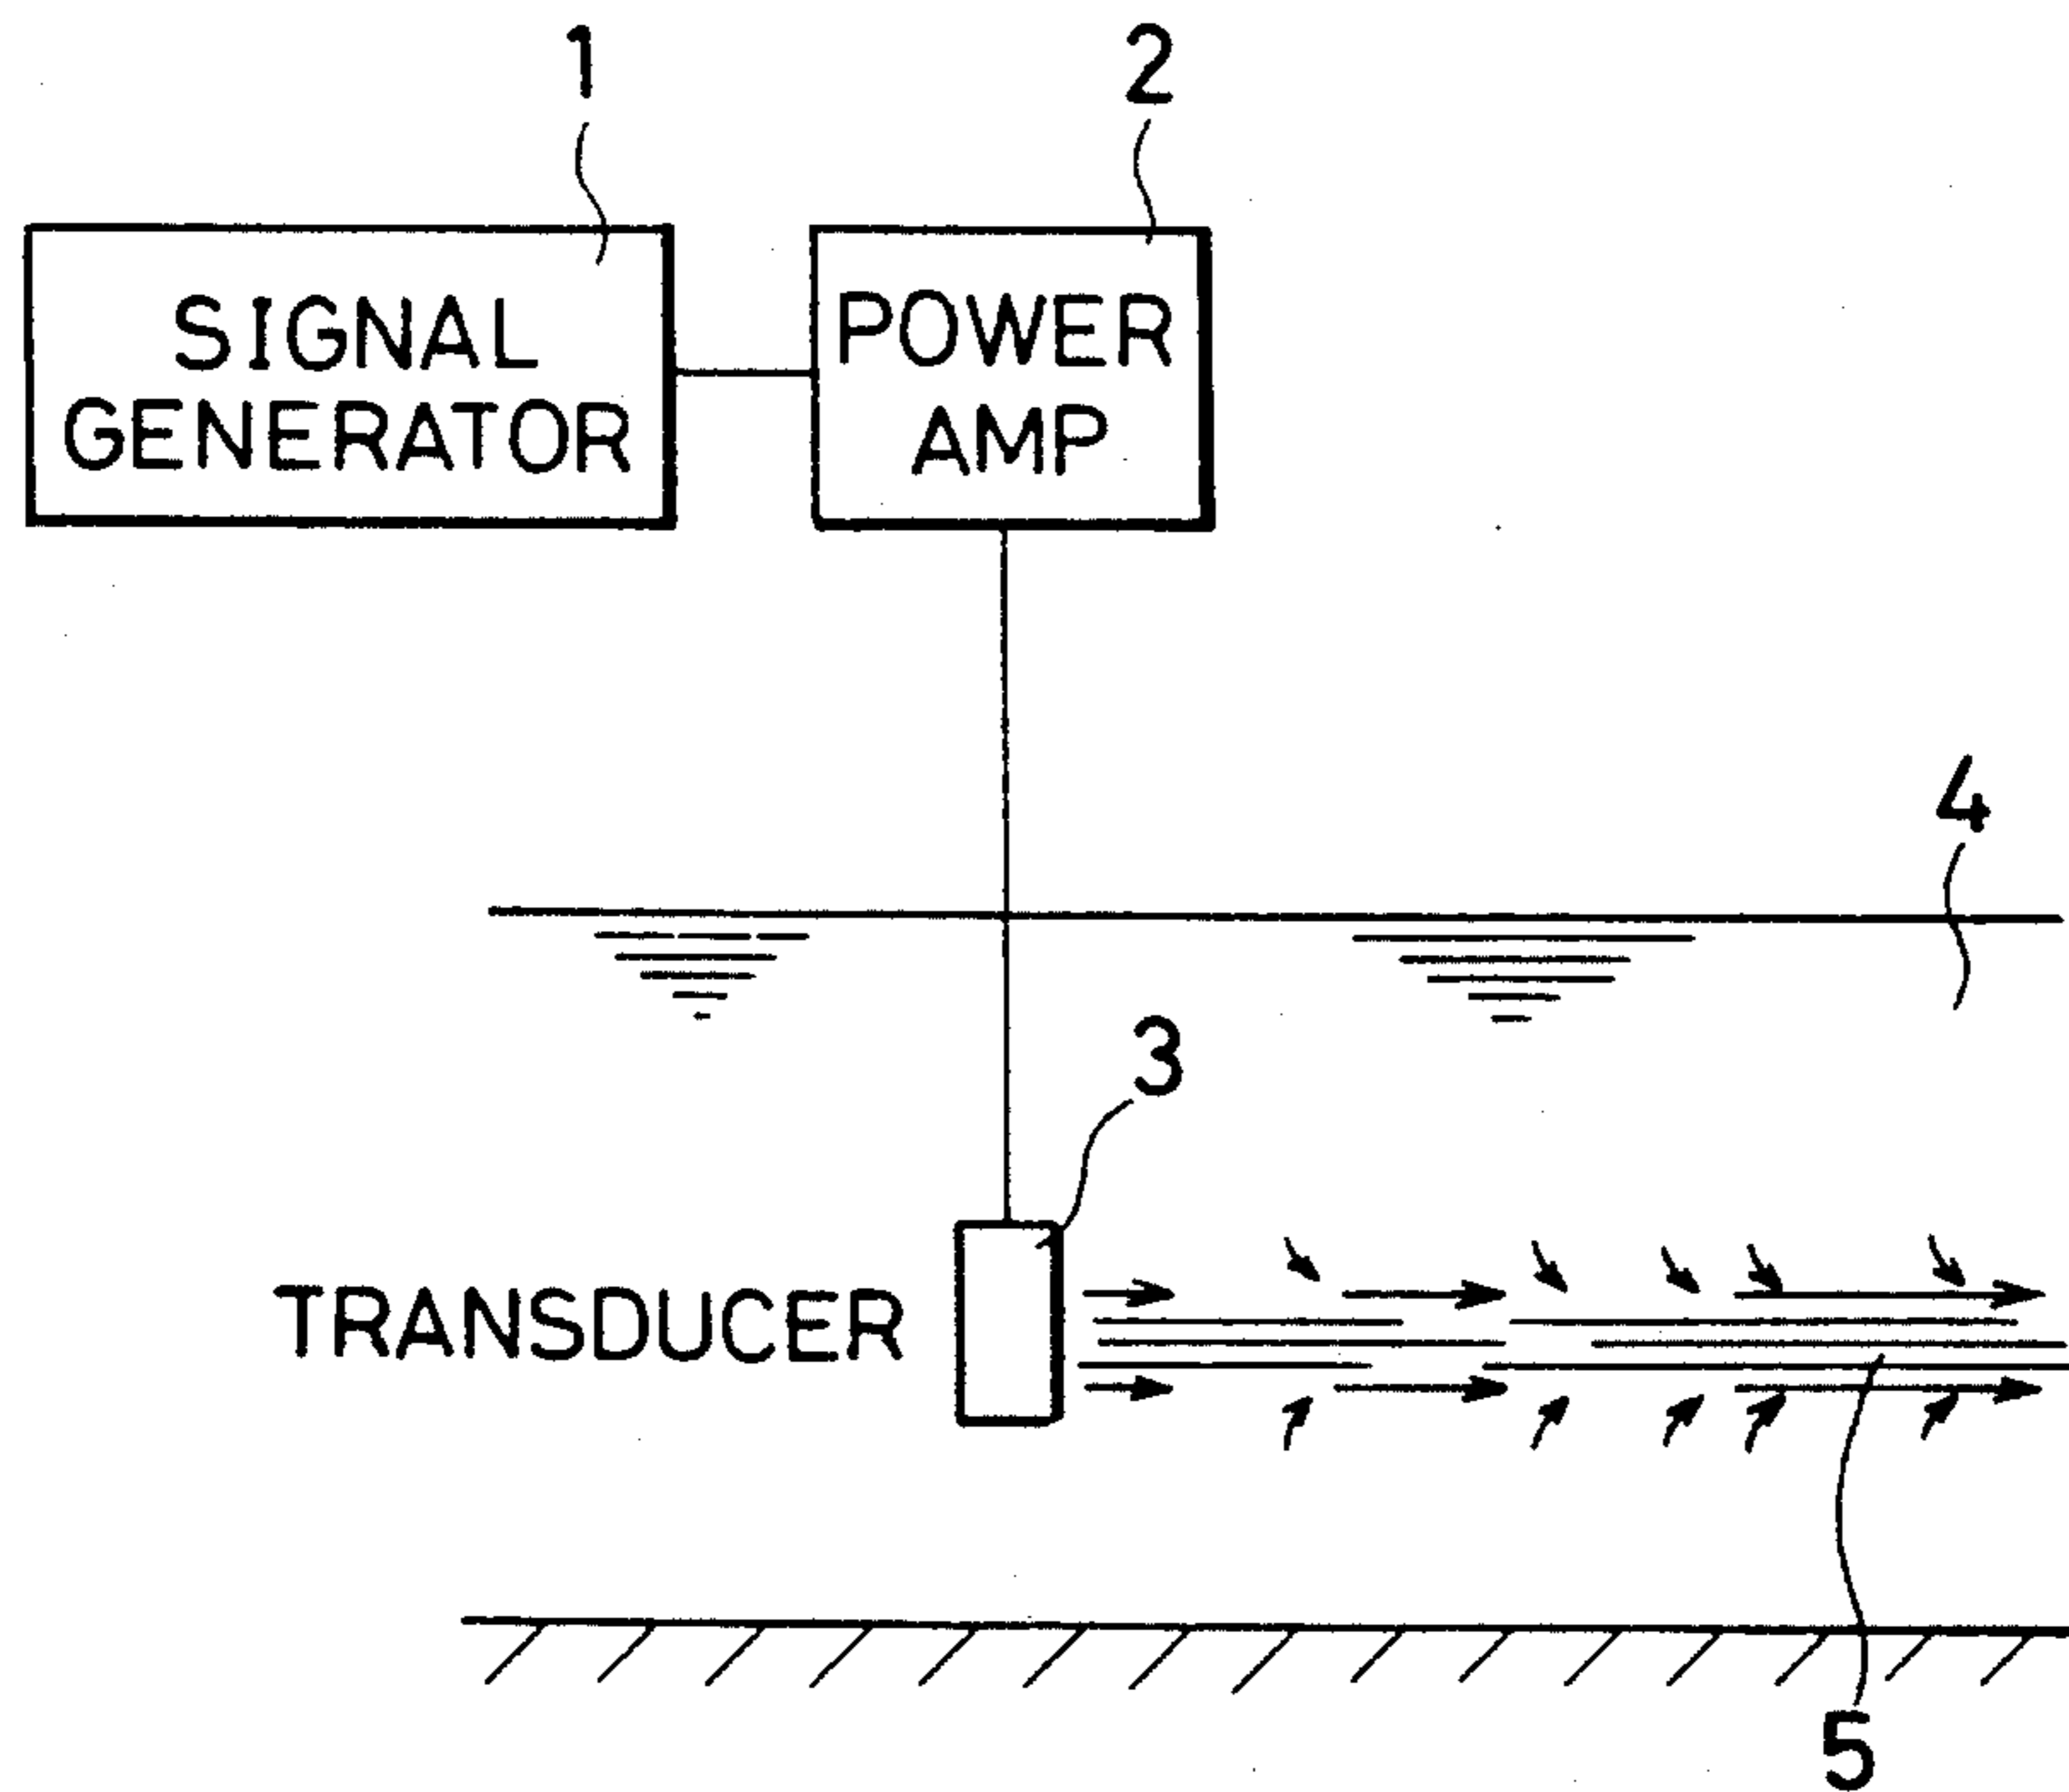 1
2
SIGNAL
GENERATOR
POWER
AMP
4
3
TRANSDUCER
5